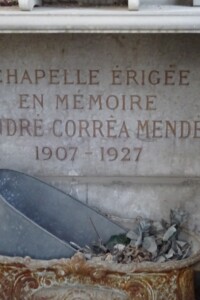 CHAPELLE ÉRIGÉE
EN MÉMOIRE
DRÉ CORRÊA MENDE
1907 - 1927